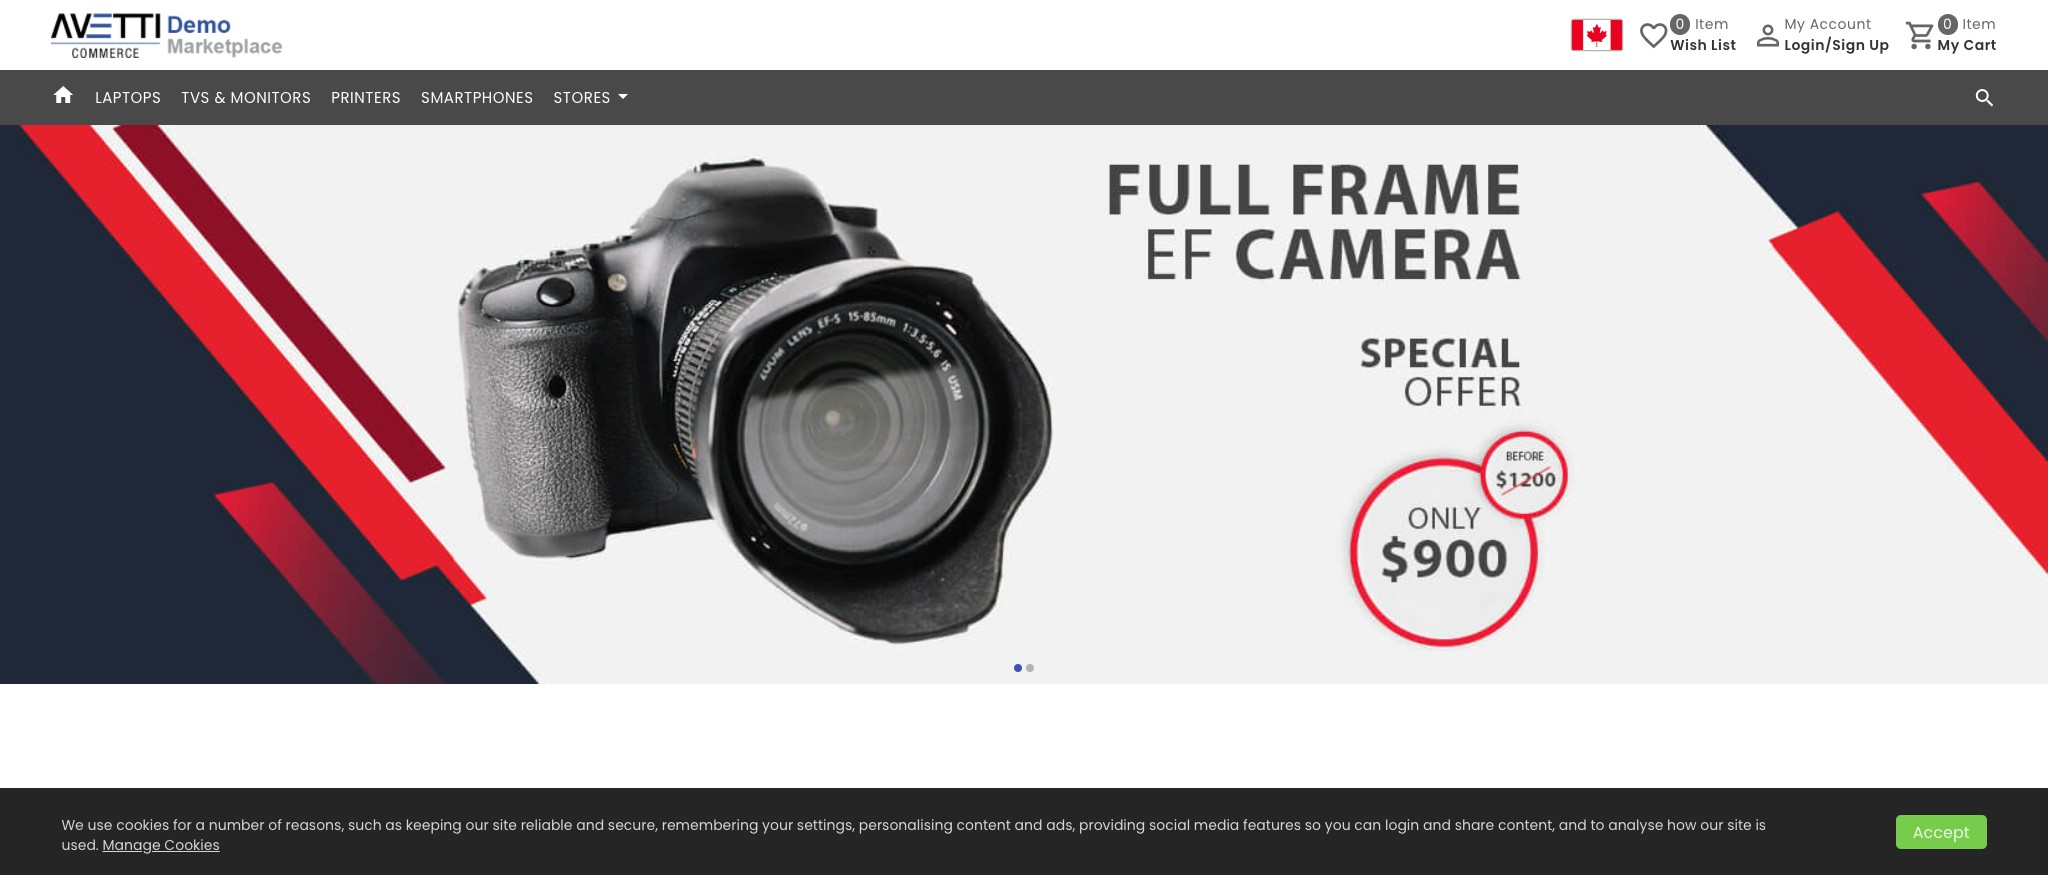 AVETTI Demo
COMMERCE Marketplace
0 Item
Wish List
My Account
Login/Sign Up
0 Item
My Cart
LAPTOPS TVS & MONITORS PRINTERS SMARTPHONES STORES
FULL FRAME
EF CAMERA
SPECIAL
OFFER
BEFORE
$1200
ONLY
$900
ZOOM LENS EF-S 15-85mm 1:3.5-5.6 IS USM
ø72mm
We use cookies for a number of reasons, such as keeping our site reliable and secure, remembering your settings, personalising content and ads, providing social media features so you can login and share content, and to analyse how our site is
used. Manage Cookies
Accept